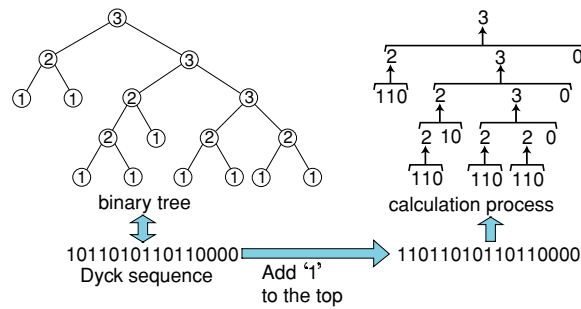 3
2 3
1 1 2 3
2 1 2 2
1 1 1 1 1 1
binary tree
1011010110110000
Dyck sequence
Add '1'
to the top
3
2 3 0
110 2 3 0
2 10 2 2 0
110 110 110
calculation process
11011010110110000